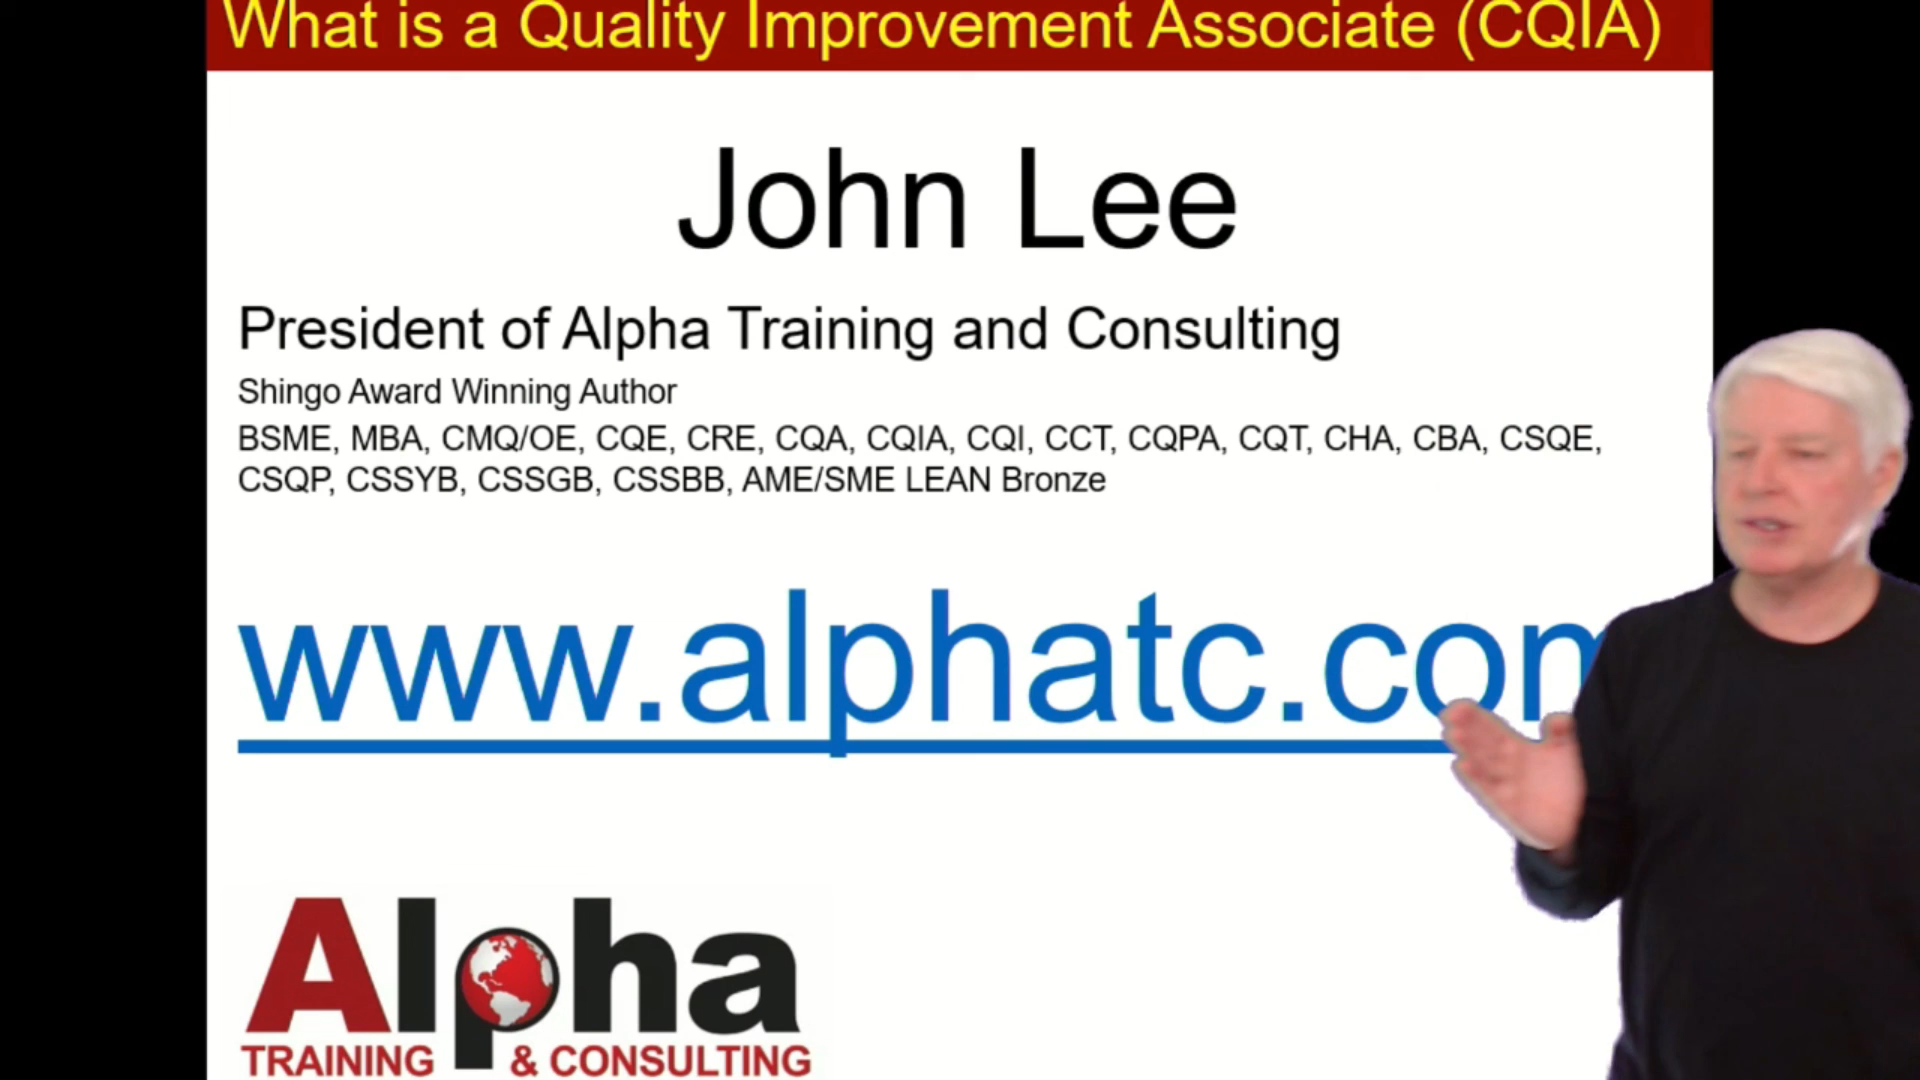 What is a Quality Improvement Associate (CQIA)
John Lee
President of Alpha Training and Consulting
Shingo Award Winning Author
BSME, MBA, CMQ/OE, CQE, CRE, CQA, CQIA, CQI, CCT, CQPA, CQT, CHA, CBA, CSQE,
CSQP, CSSYB, CSSGB, CSSBB, AME/SME LEAN Bronze
www.alphatc.com
Alpha
TRAINING & CONSULTING